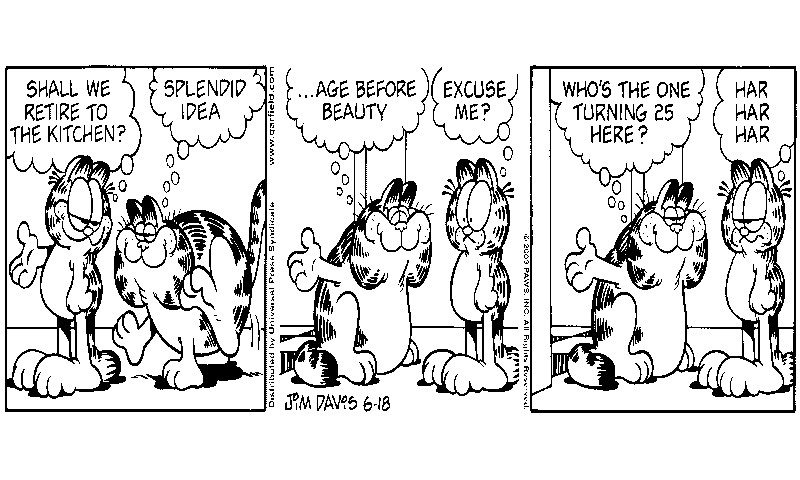 SHALL WE
RETIRE TO
THE KITCHEN?
SPLENDID
IDEA
www.garfield.com
Distributed by Universal Press Syndicate
...AGE BEFORE
BEAUTY
EXCUSE
ME?
JIM DAVIS 6-18
© 2003 PAWS, INC. All Rights Reserved.
WHO'S THE ONE
TURNING 25
HERE?
HAR
HAR
HAR